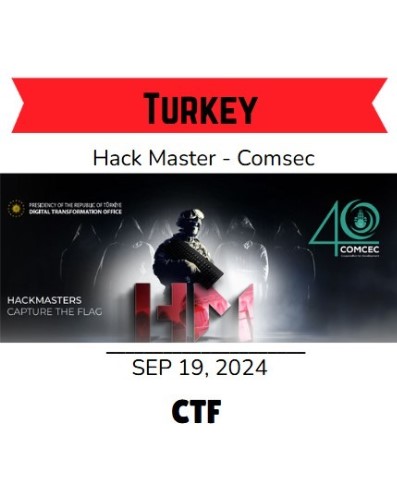 TURKEY
Hack Master - Comsec
PRESIDENCY OF THE REPUBLIC OF TÜRKİYE
DIGITAL TRANSFORMATION OFFICE
40
COMCEC
HACKMASTERS
CAPTURE THE FLAG
HM
SEP 19, 2024
CTF